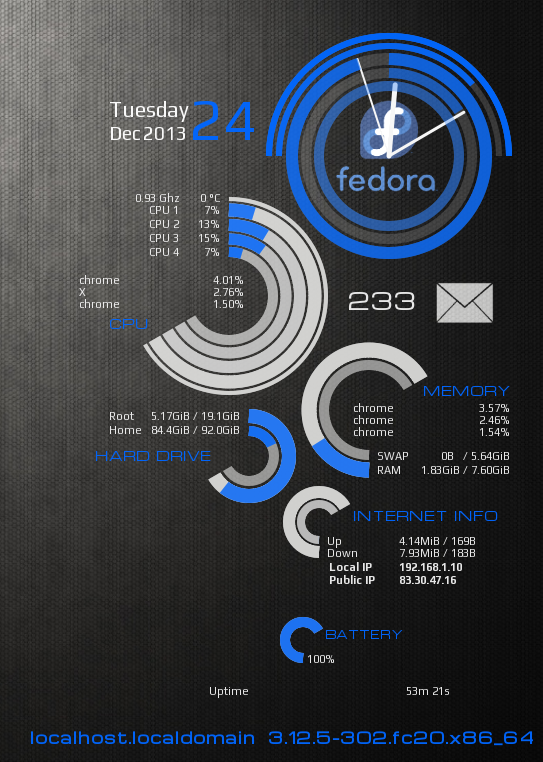 Tuesday
Dec 2013
24
fedora
0.93 Ghz 0 °C
CPU 1 7%
CPU 2 13%
CPU 3 15%
CPU 4 7%
chrome 4.01%
X 2.76%
chrome 1.50%
CPU
233
MEMORY
chrome 3.57%
chrome 2.46%
chrome 1.54%
SWAP 0B / 5.64GiB
RAM 1.83GiB / 7.60GiB
Root 5.17GiB / 19.1GiB
Home 84.4GiB / 92.0GiB
HARD DRIVE
INTERNET INFO
Up 4.14MiB / 169B
Down 7.93MiB / 183B
Local IP 192.168.1.10
Public IP 83.30.47.16
BATTERY
100%
Uptime 53m 21s
localhost.localdomain 3.12.5-302.fc20.x86_64